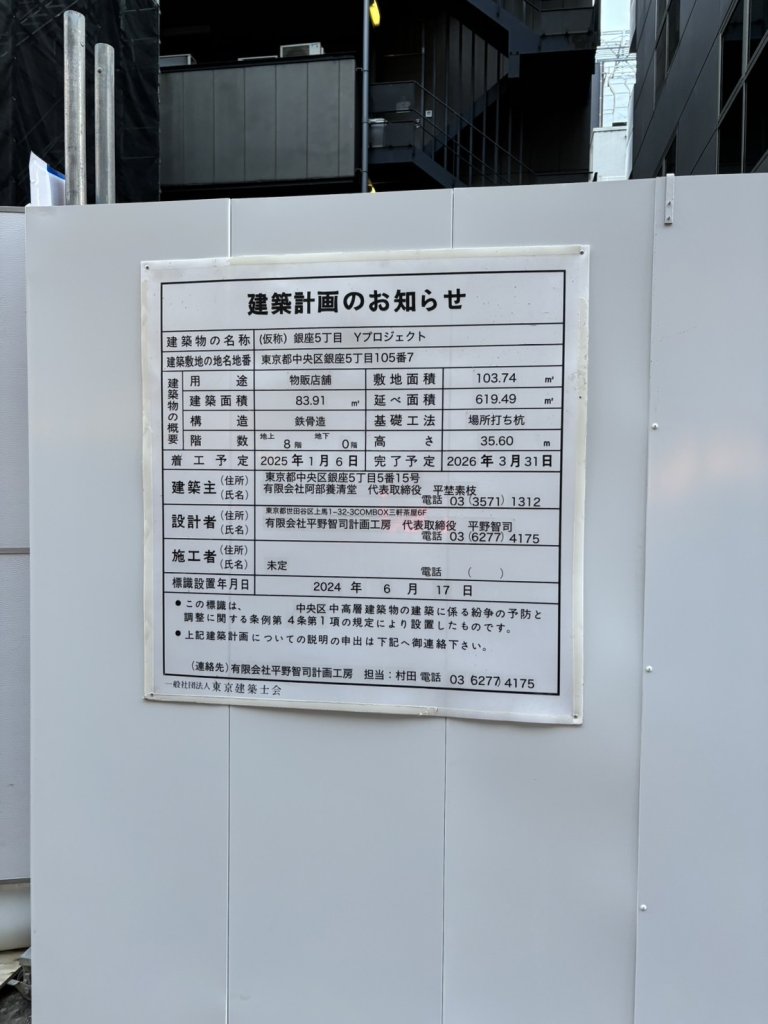 建築計画のお知らせ
建築物の名称 (仮称) 銀座5丁目 Yプロジェクト
建築敷地の地名地番 東京都中央区銀座5丁目105番7
建築物の概要
用途 物販店舗 敷地面積 103.74 ㎡
建築面積 83.91 ㎡ 延べ面積 619.49 ㎡
構造 鉄骨造 基礎工法 場所打ち杭
階数 地上 8階 地下 0階 高さ 35.60 m
着工予定 2025年1月6日 完了予定 2026年3月31日
建築主 (住所) 東京都中央区銀座5丁目5番15号
(氏名) 有限会社阿部養清堂 代表取締役 平埜素枝
電話 03 (3571) 1312
設計者 (住所) 東京都世田谷区上馬1-32-3COMBOX三軒茶屋6F
(氏名) 有限会社平野智司計画工房 代表取締役 平野智司
電話 03 (6277) 4175
施工者 (住所)
(氏名) 未定 電話 ( )
標識設置年月日 2024年 6月 17日
●この標識は、 中央区中高層建築物の建築に係る紛争の予防と
調整に関する条例第 4条第1項の規定により設置したものです。
●上記建築計画についての説明の申出は下記へ御連絡下さい。
(連絡先) 有限会社平野智司計画工房 担当:村田 電話 03 (6277) 4175
一般社団法人 東京建築士会